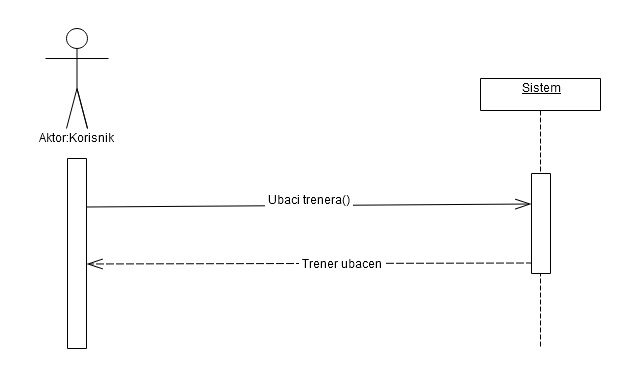 Sistem
Aktor:Korisnik
Ubaci trenera()
Trener ubacen